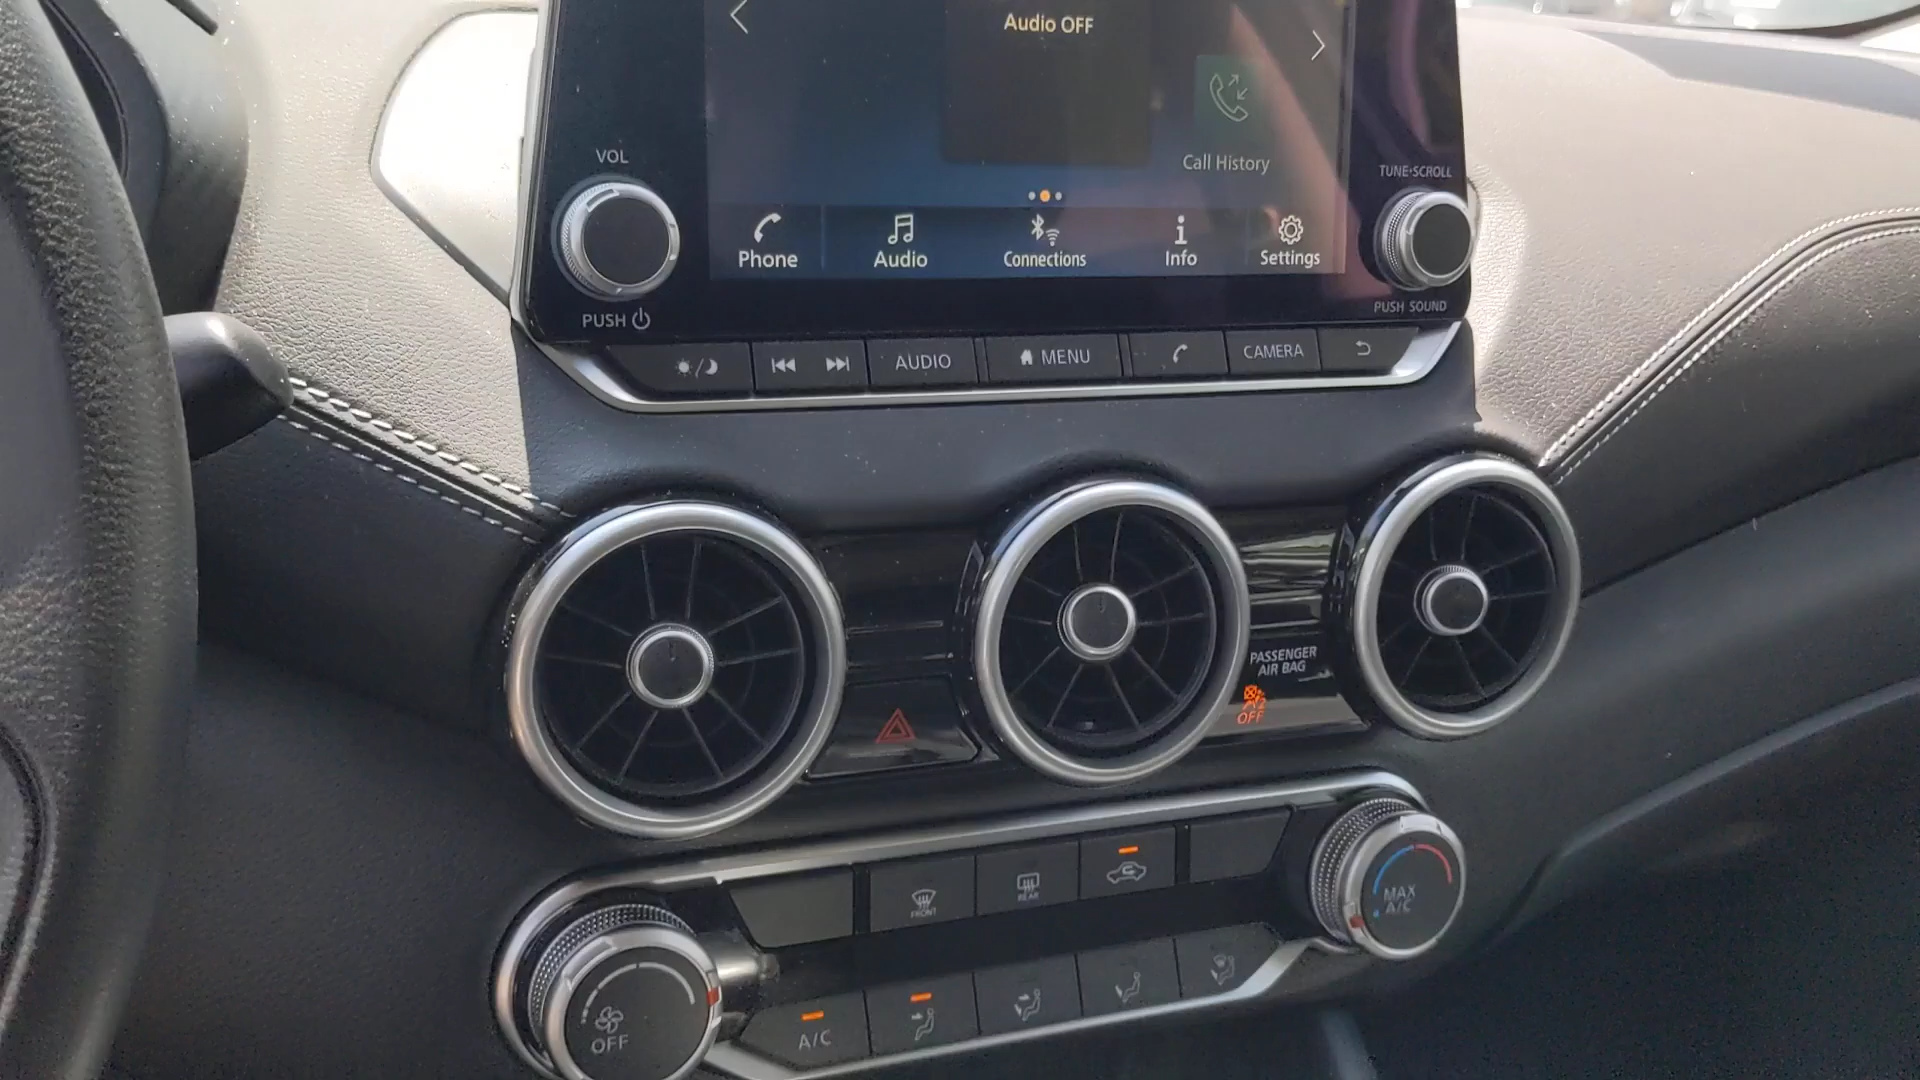 Audio OFF
Call History
VOL
TUNE·SCROLL
Phone
Audio
Connections
Info
Settings
PUSH
PUSH SOUND
AUDIO
MENU
CAMERA
PASSENGER
AIR BAG
OFF
FRONT
REAR
MAX
A/C
OFF
A/C